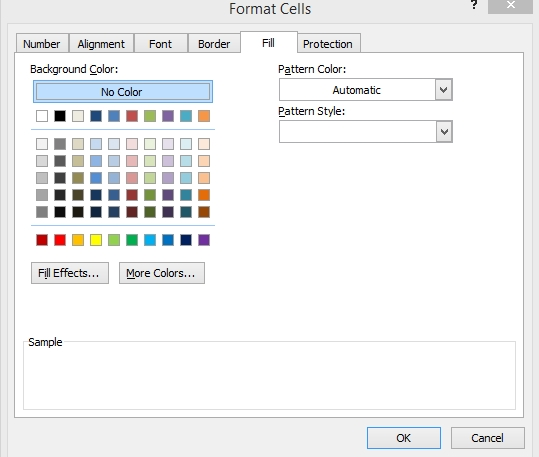 Format Cells
? ×
Number Alignment Font Border Fill Protection
Background Color:
No Color
Pattern Color:
Automatic
Pattern Style:
Fill Effects...
More Colors...
Sample
OK
Cancel